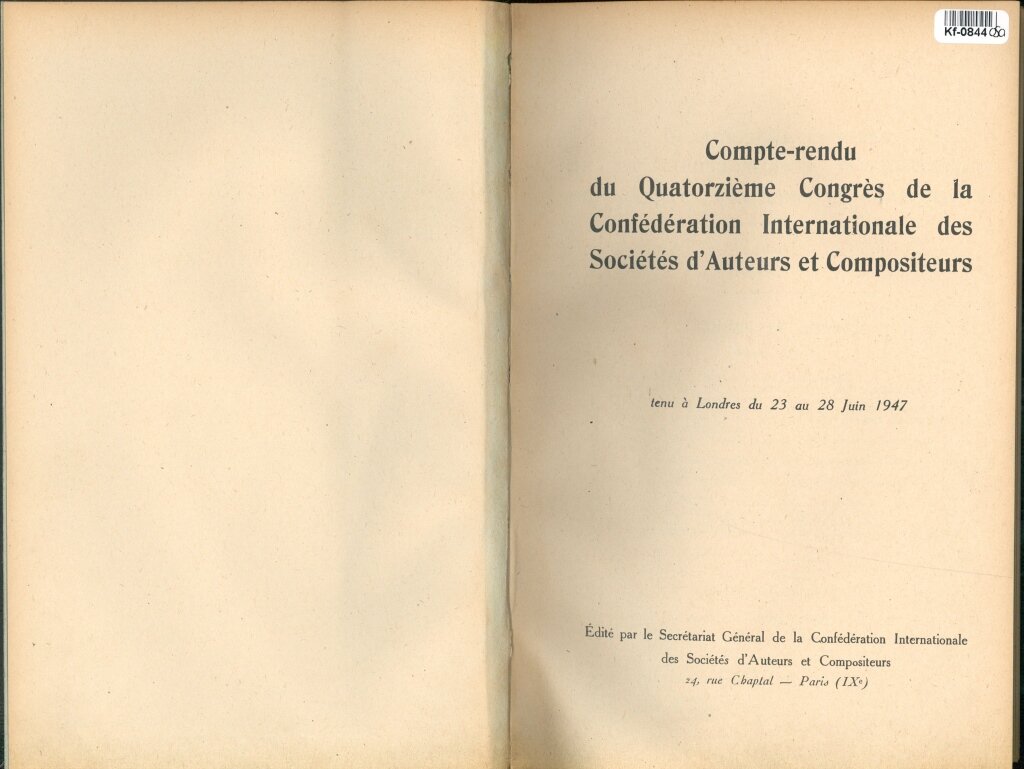 Kf-0844
Compte-rendu
du Quatorzième Congrès de la
Confédération Internationale des
Sociétés d'Auteurs et Compositeurs
tenu à Londres du 23 au 28 Juin 1947
Édité par le Secrétariat Général de la Confédération Internationale
des Sociétés d'Auteurs et Compositeurs
24, rue Chaptal — Paris (IXe)